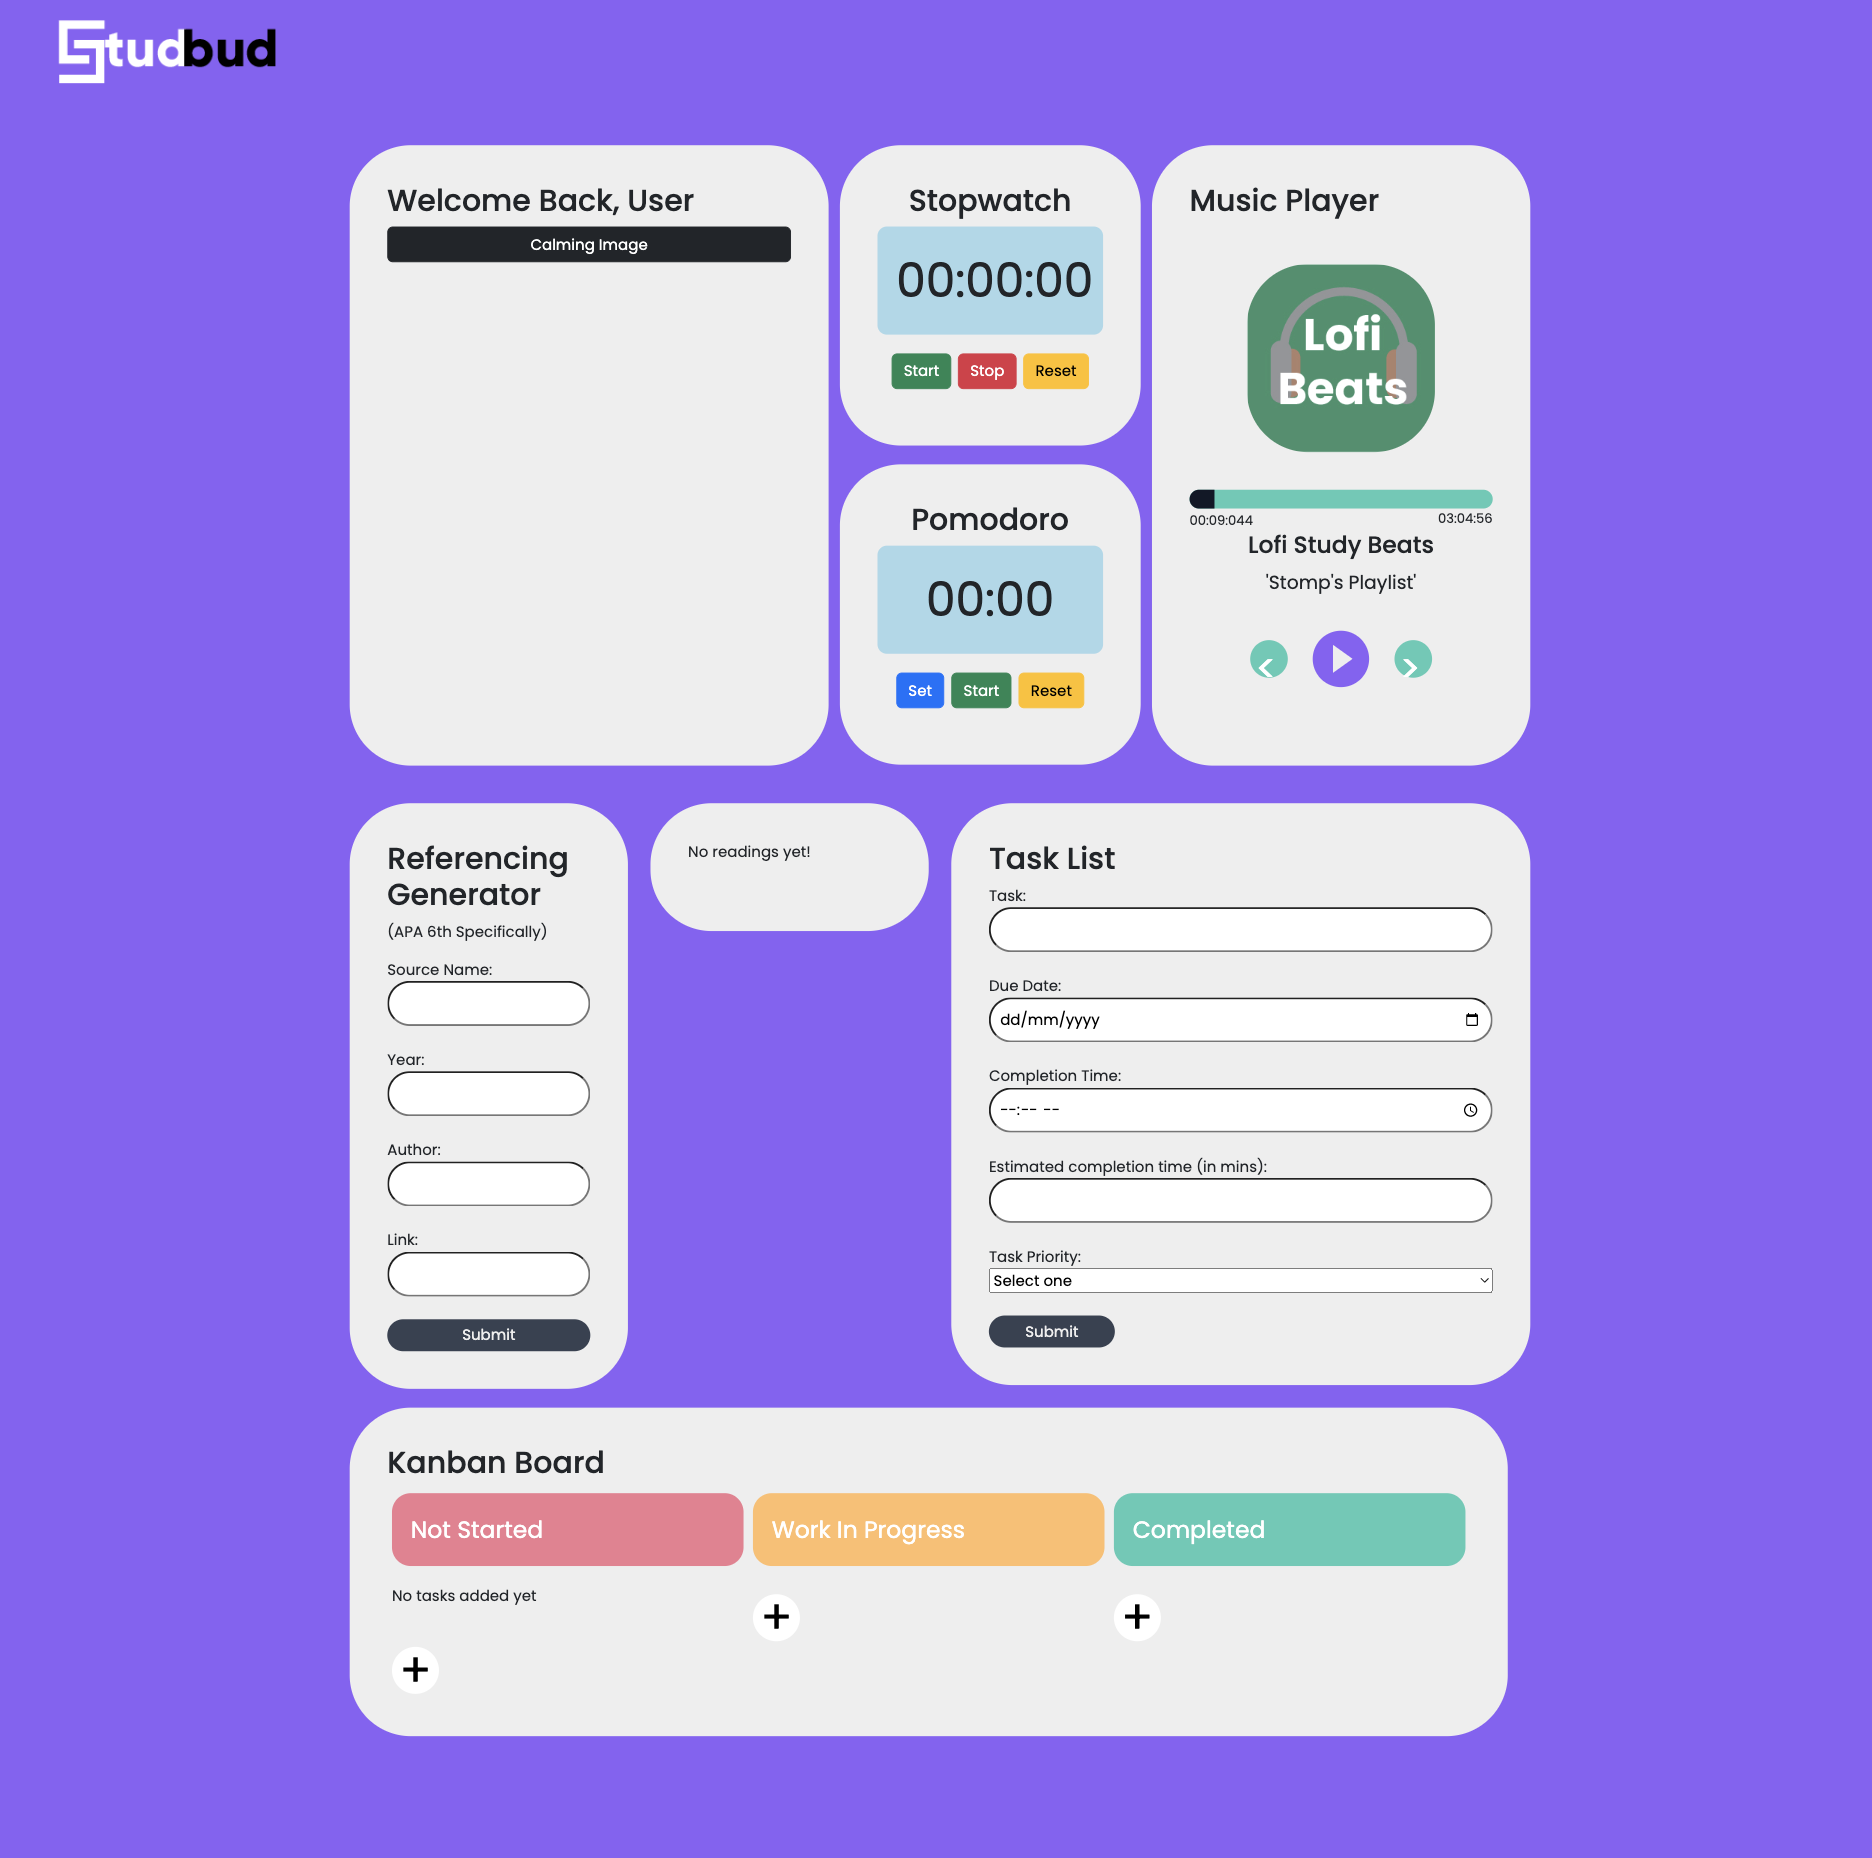 Studbud
Welcome Back, User
Calming Image
Stopwatch
00:00:00
Start Stop Reset
Pomodoro
00:00
Set Start Reset
Music Player
Lofi
Beats
00:09:044 03:04:56
Lofi Study Beats
'Stomp's Playlist'
Referencing
Generator
(APA 6th Specifically)
Source Name:
Year:
Author:
Link:
Submit
No readings yet!
Task List
Task:
Due Date:
dd/mm/yyyy
Completion Time:
--:-- --
Estimated completion time (in mins):
Task Priority:
Select one
Submit
Kanban Board
Not Started
Work In Progress
Completed
No tasks added yet
+
+
+